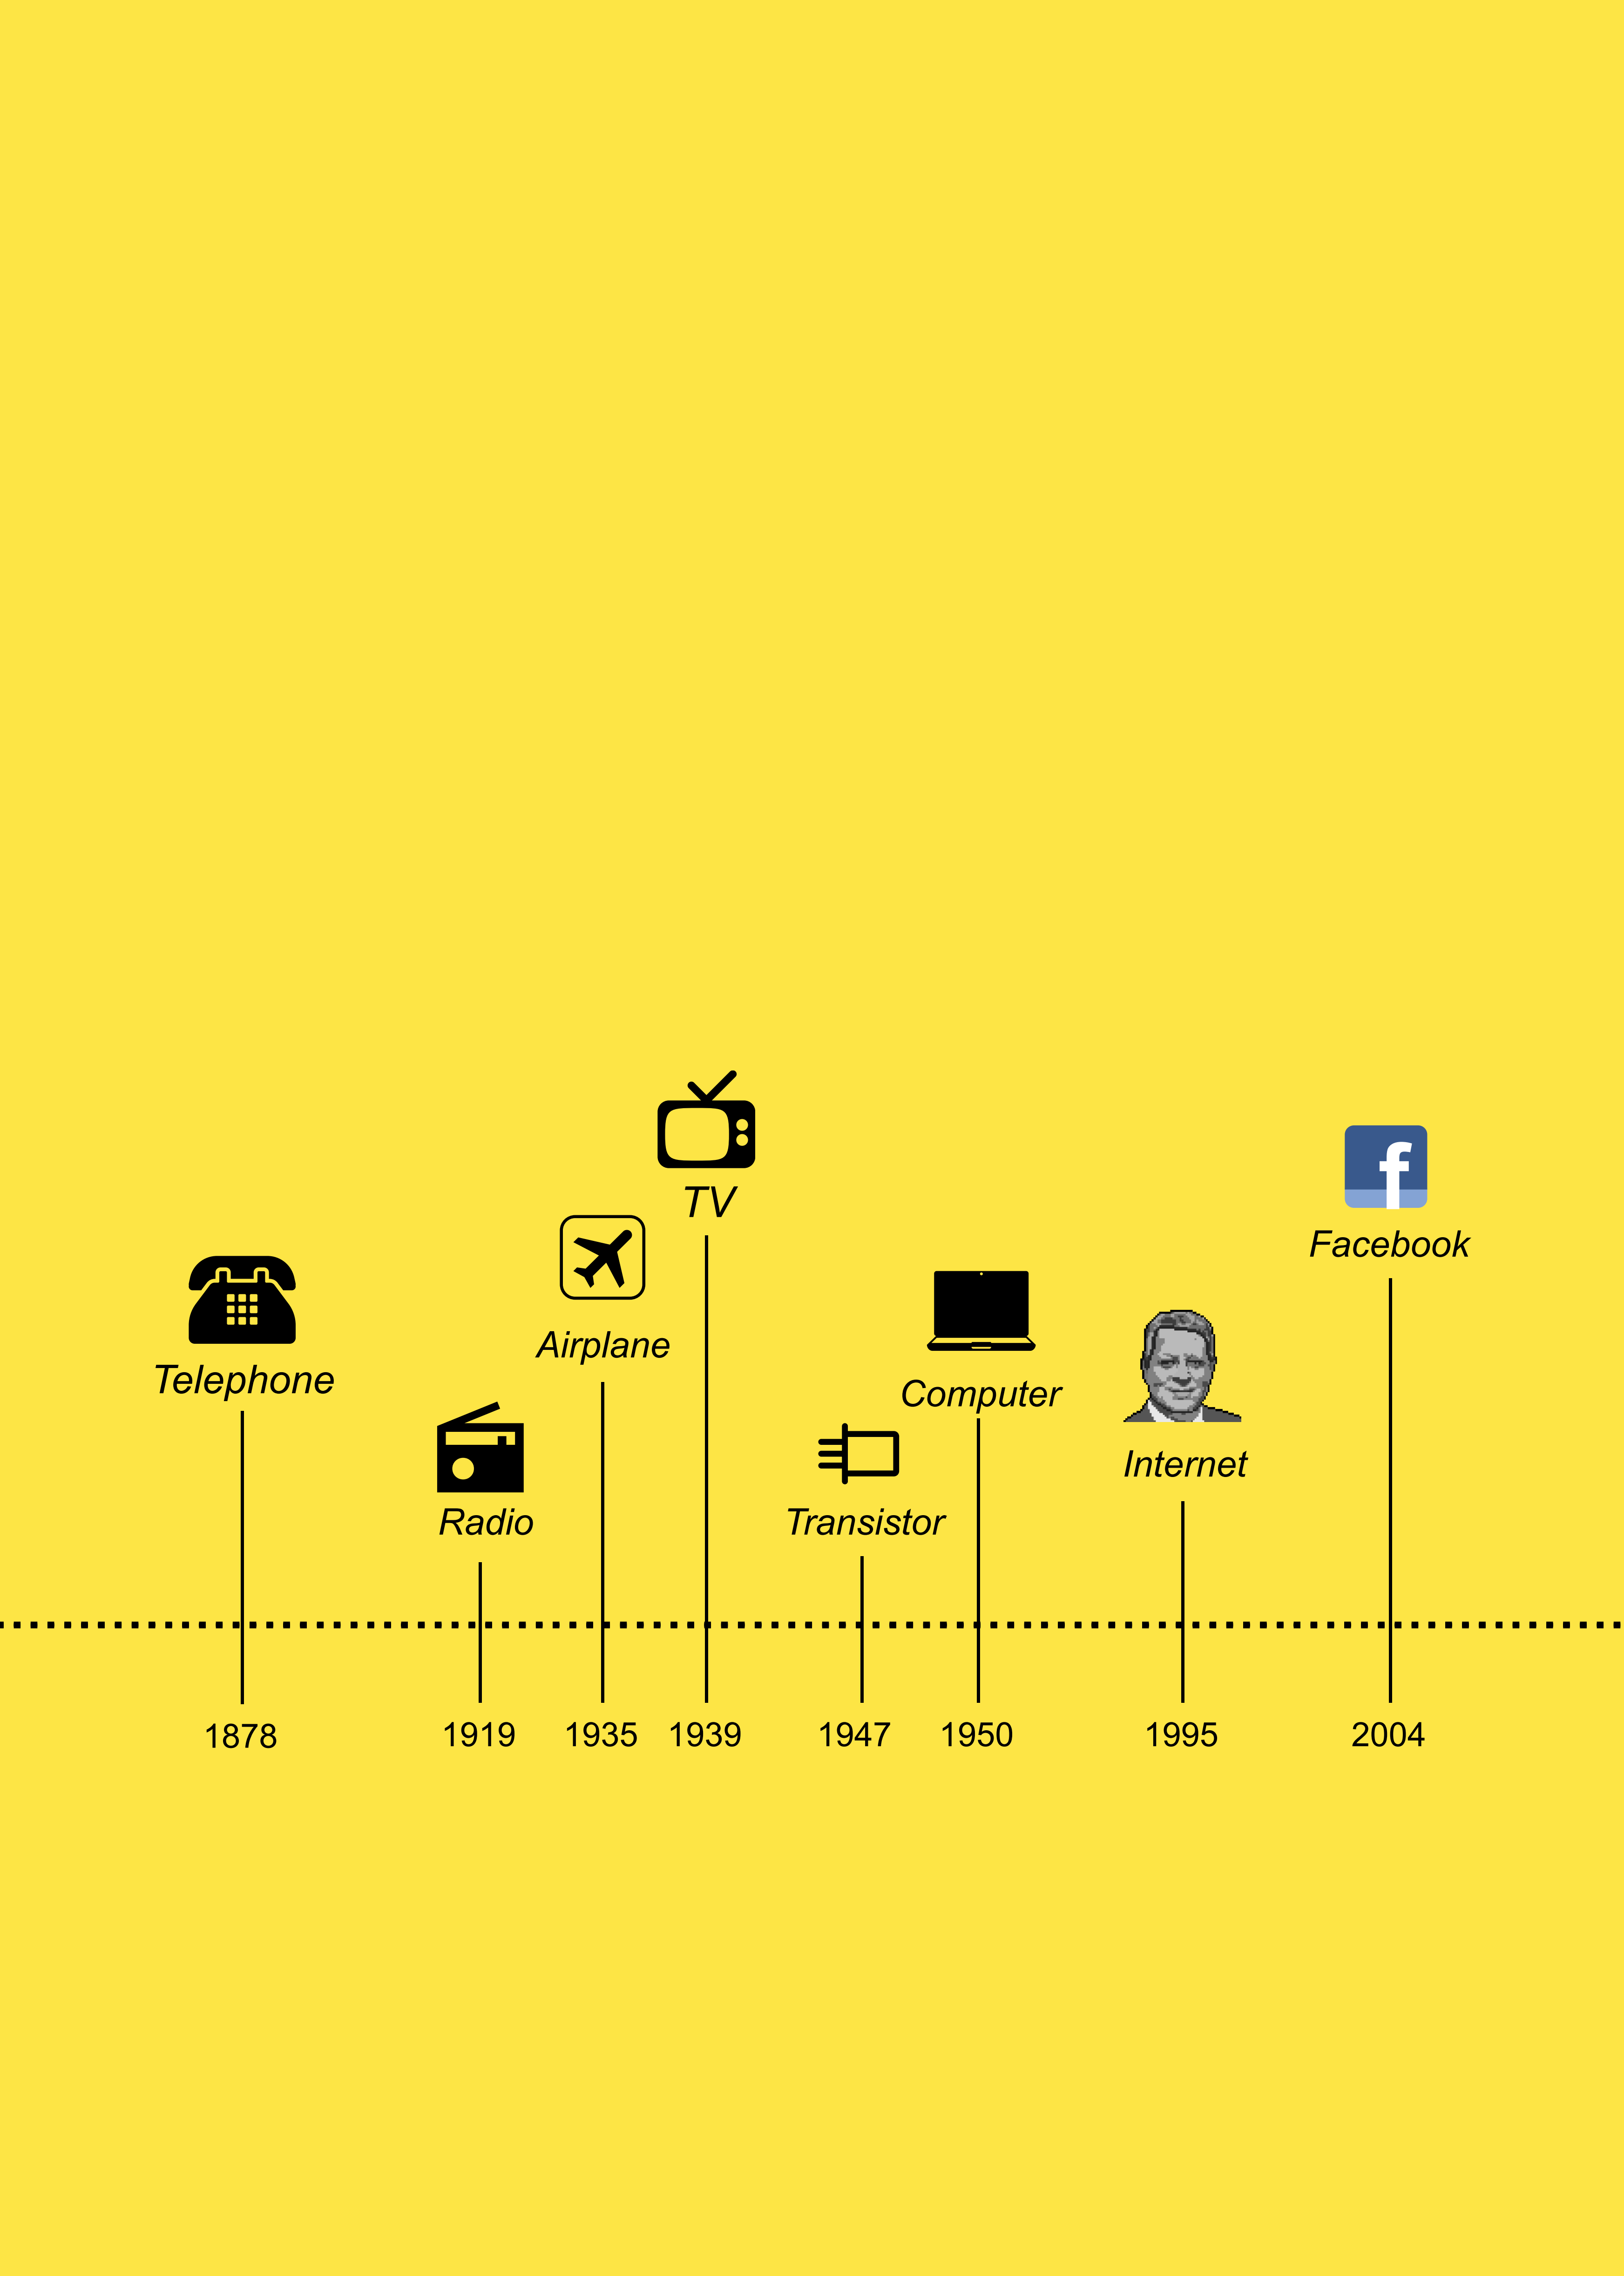 TV
Facebook
Airplane
Telephone
Computer
Internet
Radio
Transistor
1878 1919 1935 1939 1947 1950 1995 2004